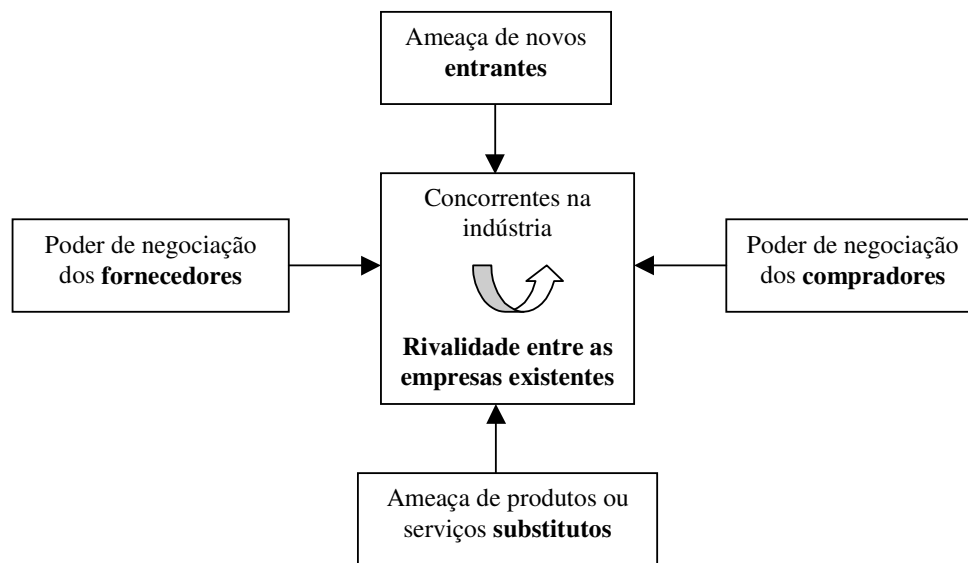 Ameaça de novos
entrantes
Concorrentes na
indústria
Poder de negociação
dos fornecedores
Poder de negociação
dos compradores
Rivalidade entre as
empresas existentes
Ameaça de produtos ou
serviços substitutos